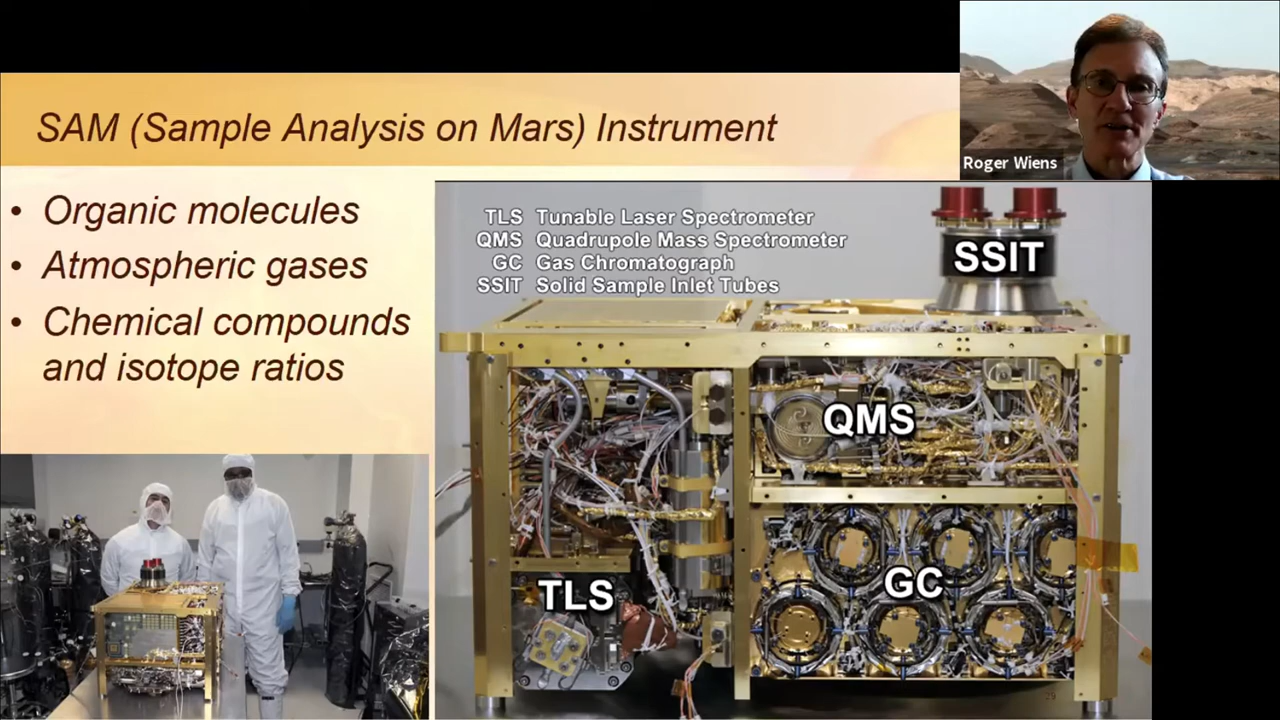 SAM (Sample Analysis on Mars) Instrument
Roger Wiens
• Organic molecules
• Atmospheric gases
• Chemical compounds
and isotope ratios
TLS Tunable Laser Spectrometer
QMS Quadrupole Mass Spectrometer
GC Gas Chromatograph
SSIT Solid Sample Inlet Tubes
SSIT
QMS
GC
TLS